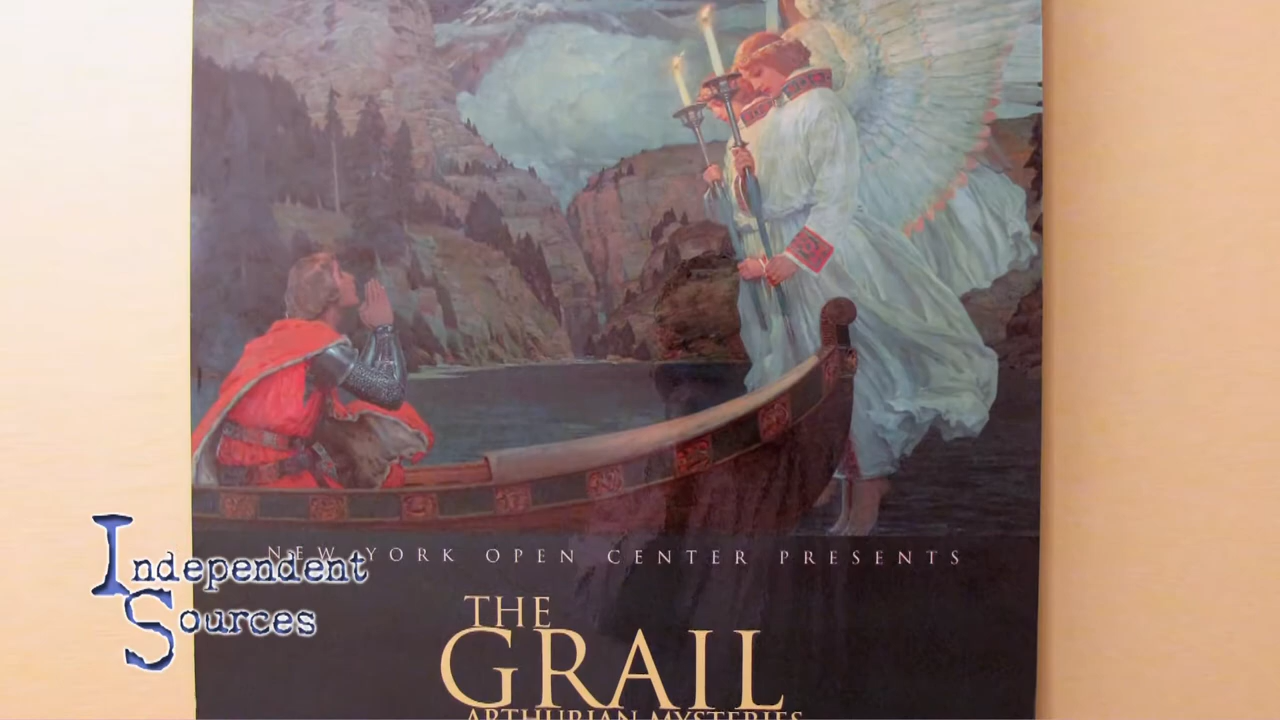 NEW YORK OPEN CENTER PRESENTS
THE
GRAIL
ARTHURIAN MYSTERIES
Independent
Sources